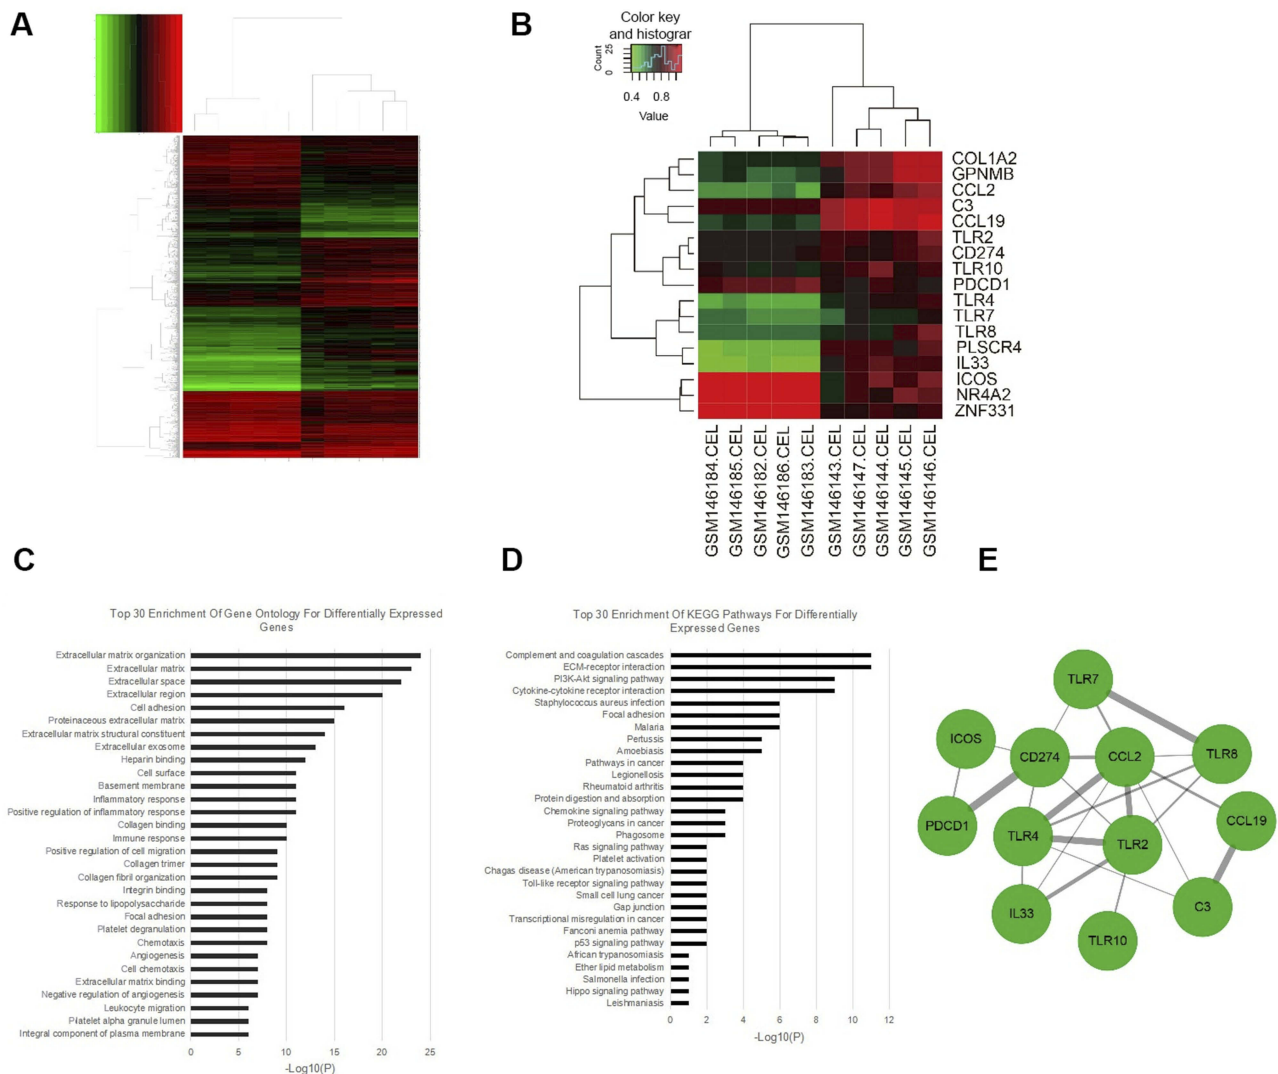 A
B
Color key
and histograr
Count
0 25
0.4 0.8
Value
COL1A2
GPNMB
CCL2
C3
CCL19
TLR2
CD274
TLR10
PDCD1
TLR4
TLR7
TLR8
PLSCR4
IL33
ICOS
NR4A2
ZNF331
GSM146184.CEL
GSM146185.CEL
GSM146182.CEL
GSM146186.CEL
GSM146183.CEL
GSM146143.CEL
GSM146147.CEL
GSM146144.CEL
GSM146145.CEL
GSM146146.CEL
C
Top 30 Enrichment Of Gene Ontology For Differentially Expressed
Genes
Extracellular matrix organization
Extracellular matrix
Extracellular space
Extracellular region
Cell adhesion
Proteinaceous extracellular matrix
Extracellular matrix structural constituent
Extracellular exosome
Heparin binding
Cell surface
Basement membrane
Inflammatory response
Positive regulation of inflammatory response
Collagen binding
Immune response
Positive regulation of cell migration
Collagen trimer
Collagen fibril organization
Integrin binding
Response to lipopolysaccharide
Focal adhesion
Platelet degranulation
Chemotaxis
Angiogenesis
Cell chemotaxis
Extracellular matrix binding
Negative regulation of angiogenesis
Leukocyte migration
Platelet alpha granule lumen
Integral component of plasma membrane
0 5 10 15 20 25
-Log10(P)
D
Top 30 Enrichment Of KEGG Pathways For Differentially
Expressed Genes
Complement and coagulation cascades
ECM-receptor interaction
PI3K-Akt signaling pathway
Cytokine-cytokine receptor interaction
Staphylococcus aureus infection
Focal adhesion
Malaria
Pertussis
Amoebiasis
Pathways in cancer
Legionellosis
Rheumatoid arthritis
Protein digestion and absorption
Chemokine signaling pathway
Proteoglycans in cancer
Phagosome
Ras signaling pathway
Platelet activation
Chagas disease (American trypanosomiasis)
Toll-like receptor signaling pathway
Small cell lung cancer
Gap junction
Transcriptional misregulation in cancer
Fanconi anemia pathway
p53 signaling pathway
African trypanosomiasis
Ether lipid metabolism
Salmonella infection
Hippo signaling pathway
Leishmaniasis
0 2 4 6 8 10 12
-Log10(P)
E
TLR7
ICOS
CD274
CCL2
TLR8
PDCD1
TLR4
TLR2
CCL19
IL33
TLR10
C3